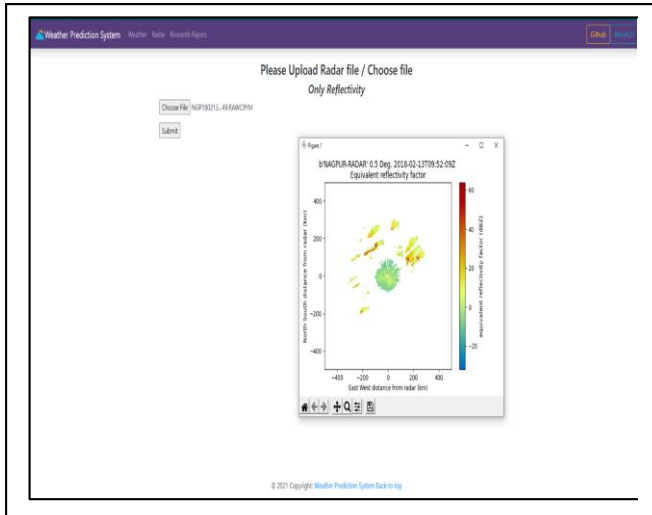 Weather Prediction System Weather Radar Research Papers Github About Us
Please Upload Radar file / Choose file
Only Reflectivity
Choose File
Submit
Figure 1
b'NAGPUR-RADAR' 0.5 Deg. 2018-02-13T09:52:09Z
Equivalent reflectivity factor
North South distance from radar (km)
400
200
0
−200
−400
−400 −200 0 200 400
East West distance from radar (km)
60
40
20
0
−20
equivalent reflectivity factor (dBZ)
© 2021 Copyright: Weather Prediction System Back to top